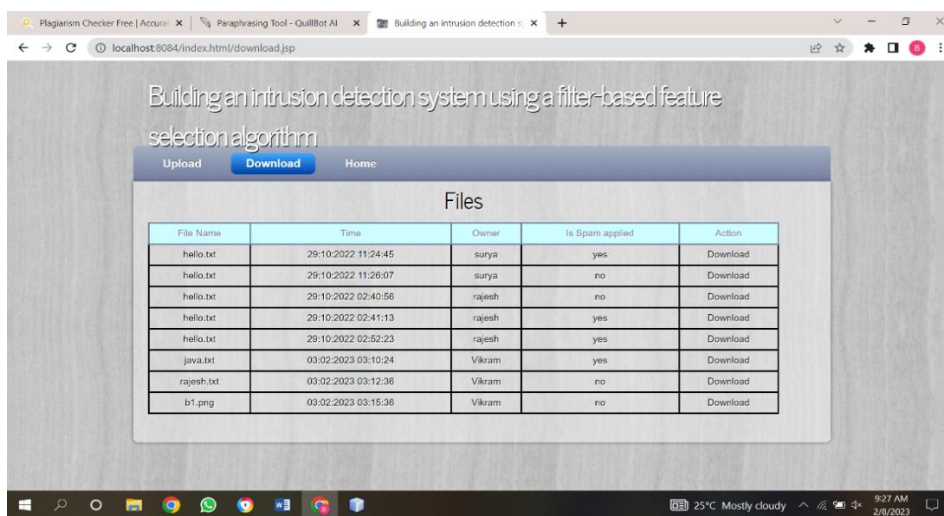 Plagiarism Checker Free | Accurat
Paraphrasing Tool - QuillBot AI
Building an intrusion detection sy
localhost:8084/index.html/download.jsp
B
Building an intrusion detection system using a filter-based feature
selection algorithm
Upload Download Home
Files
File Name Time Owner Is Spam applied Action
hello.txt 29:10:2022 11:24:45 surya yes Download
hello.txt 29:10:2022 11:26:07 surya no Download
hello.txt 29:10:2022 02:40:56 rajesh no Download
hello.txt 29:10:2022 02:41:13 rajesh yes Download
hello.txt 29:10:2022 02:52:23 rajesh yes Download
java.txt 03:02:2023 03:10:24 Vikram yes Download
rajesh.txt 03:02:2023 03:12:36 Vikram no Download
b1.png 03:02:2023 03:15:36 Vikram no Download
25°C Mostly cloudy
9:27 AM
2/8/2023